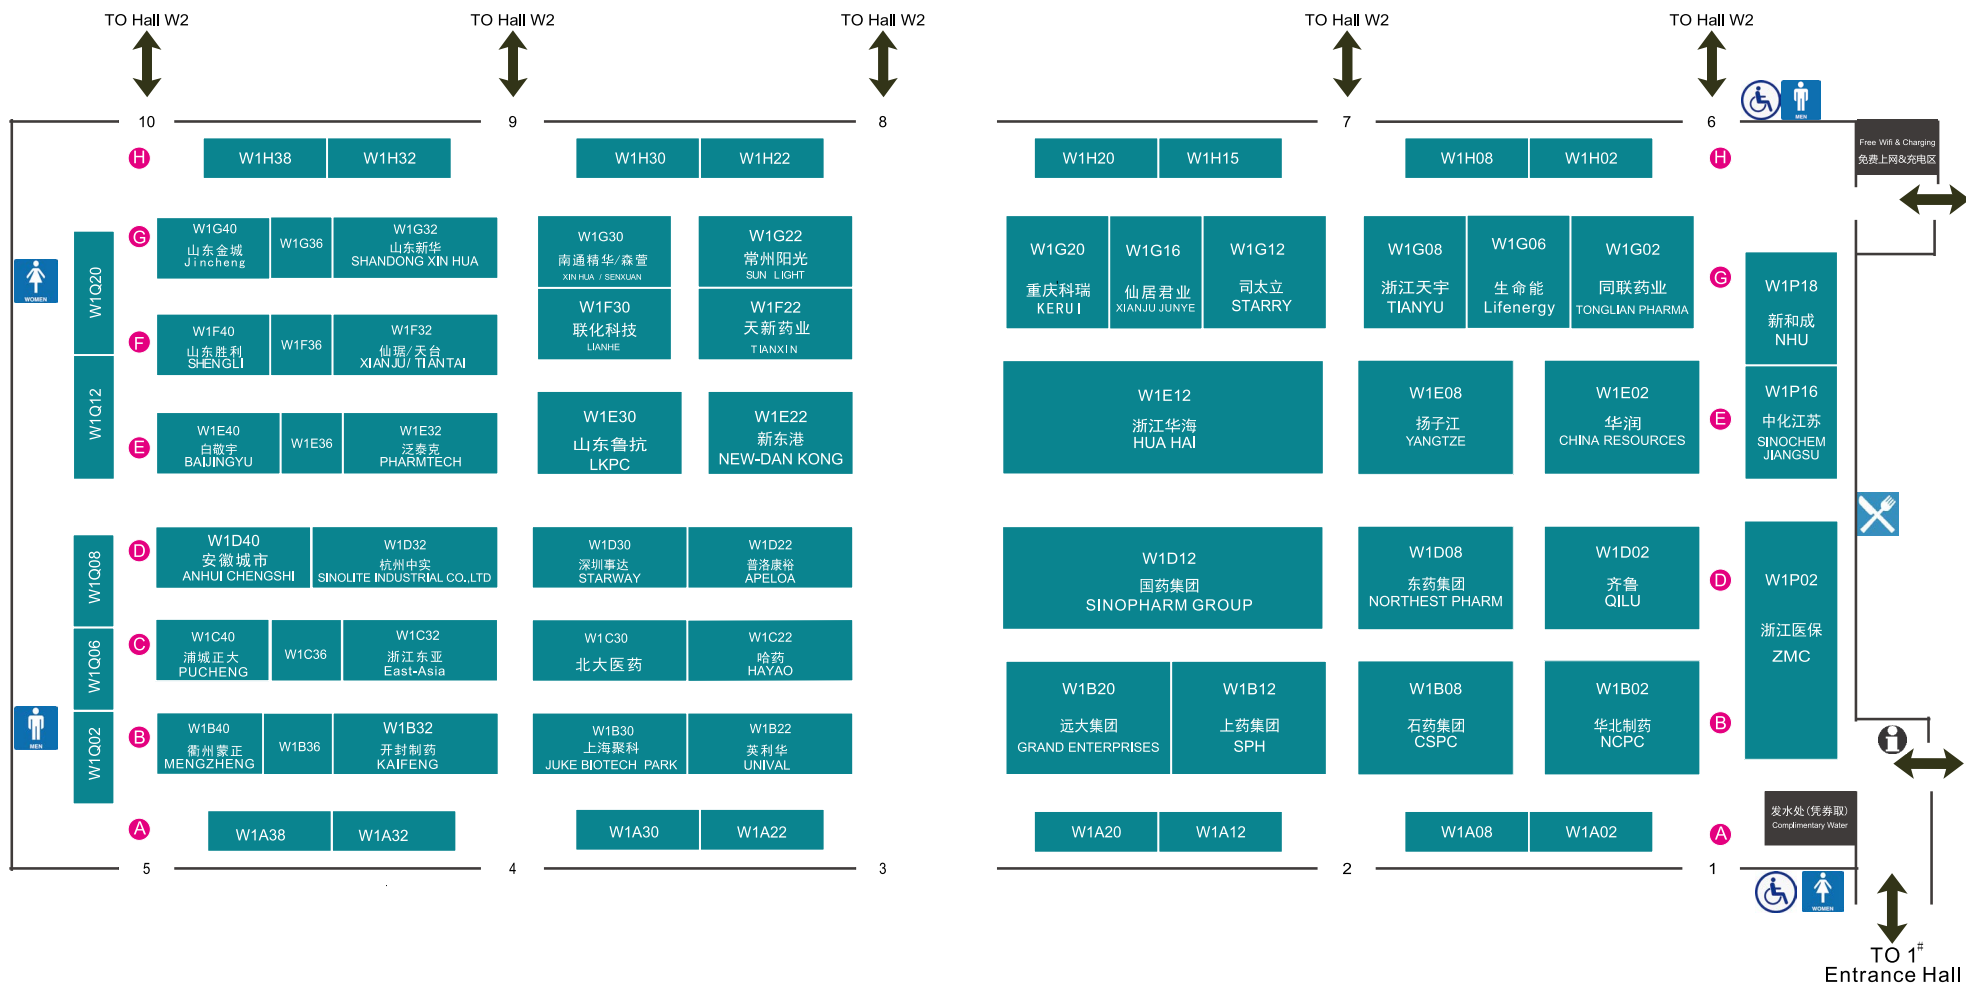 TO Hall W2
TO Hall W2
TO Hall W2
TO Hall W2
TO Hall W2
10
9
8
7
6
MEN
Free Wifi & Charging
免费上网&充电区
H
W1H38
W1H32
W1H30
W1H22
W1H20
W1H15
W1H08
W1H02
H
G
W1G40
山东金城
Jincheng
W1G36
W1G32
山东新华
SHANDONG XIN HUA
W1G30
南通精华/森萱
XIN HUA / SENXUAN
W1G22
常州阳光
SUN LIGHT
W1G20
重庆科瑞
KERUI
W1G16
仙居君业
XIANJU JUNYE
W1G12
司太立
STARRY
W1G08
浙江天宇
TIANYU
W1G06
生命能
Lifenergy
W1G02
同联药业
TONGLIAN PHARMA
G
W1P18
新和成
NHU
WOMEN
W1Q20
F
W1F40
山东胜利
SHENGLI
W1F36
W1F32
仙琚/天台
XIANJU/ TIANTAI
W1F30
联化科技
LIANHE
W1F22
天新药业
TIANXIN
W1Q12
E
W1E40
白敬宇
BAIJINGYU
W1E36
W1E32
泛泰克
PHARMTECH
W1E30
山东鲁抗
LKPC
W1E22
新东港
NEW-DAN KONG
W1E12
浙江华海
HUA HAI
W1E08
扬子江
YANGTZE
W1E02
华润
CHINA RESOURCES
E
W1P16
中化江苏
SINOCHEM
JIANGSU
W1Q08
D
W1D40
安徽城市
ANHUI CHENGSHI
W1D32
杭州中实
SINOLITE INDUSTRIAL CO.,LTD
W1D30
深圳事达
STARWAY
W1D22
普洛康裕
APELOA
W1D12
国药集团
SINOPHARM GROUP
W1D08
东药集团
NORTHEST PHARM
W1D02
齐鲁
QILU
D
W1P02
浙江医保
ZMC
W1Q06
C
W1C40
浦城正大
PUCHENG
W1C36
W1C32
浙江东亚
East-Asia
W1C30
北大医药
W1C22
哈药
HAYAO
MEN
W1Q02
B
W1B40
衢州蒙正
MENGZHENG
W1B36
W1B32
开封制药
KAIFENG
W1B30
上海聚科
JUKE BIOTECH PARK
W1B22
英利华
UNIVAL
W1B20
远大集团
GRAND ENTERPRISES
W1B12
上药集团
SPH
W1B08
石药集团
CSPC
W1B02
华北制药
NCPC
B
i
A
W1A38
W1A32
W1A30
W1A22
W1A20
W1A12
W1A08
W1A02
A
发水处(凭券取)
Complimentary Water
5
4
3
2
1
WOMEN
TO 1#
Entrance Hall